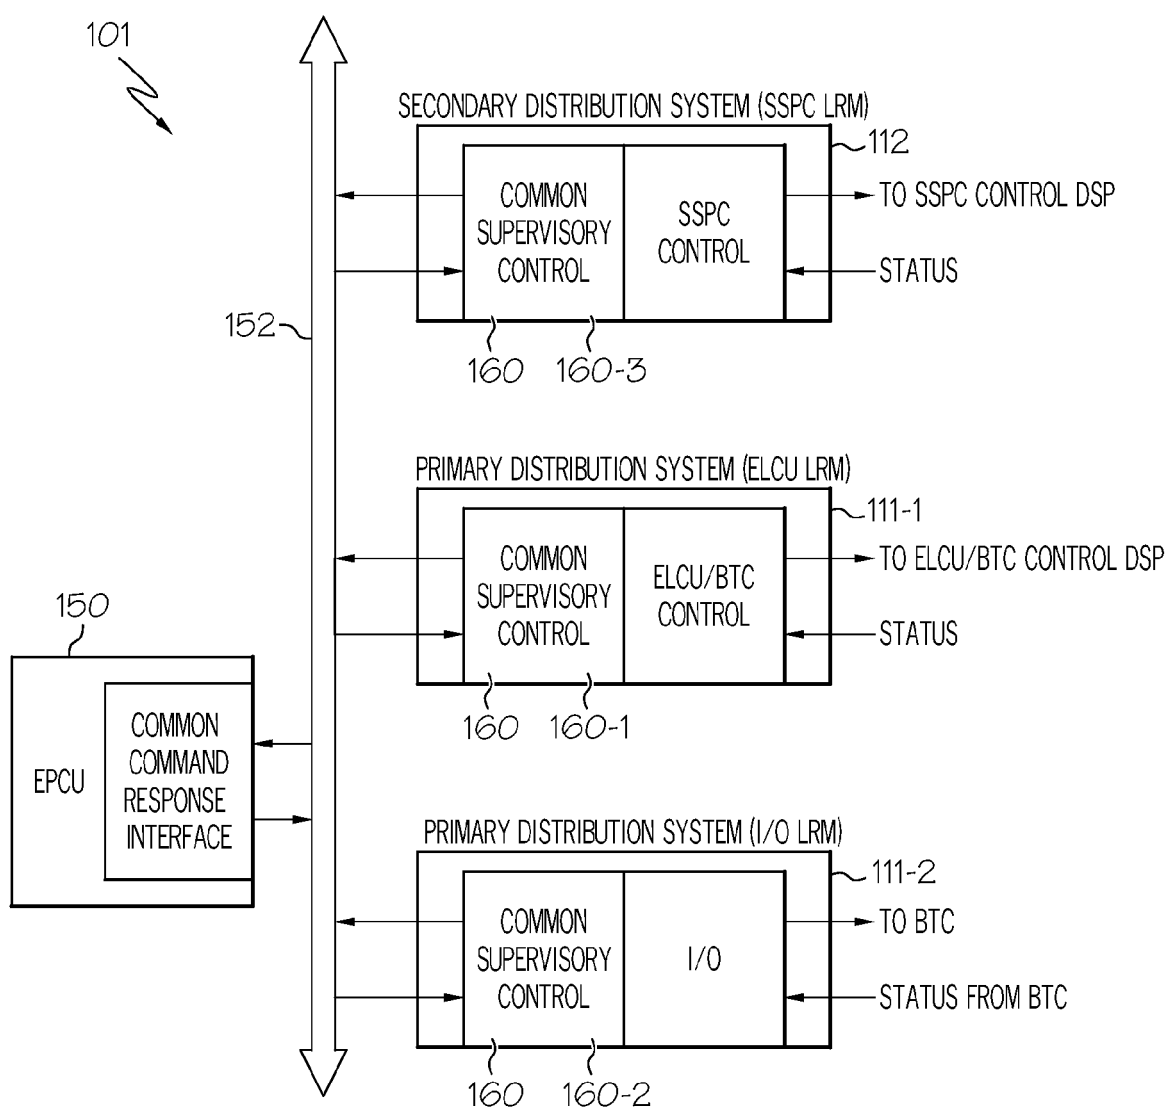 101
SECONDARY DISTRIBUTION SYSTEM (SSPC LRM)
112
COMMON
SUPERVISORY
CONTROL
SSPC
CONTROL
TO SSPC CONTROL DSP
STATUS
152
160
160-3
PRIMARY DISTRIBUTION SYSTEM (ELCU LRM)
111-1
COMMON
SUPERVISORY
CONTROL
ELCU/BTC
CONTROL
TO ELCU/BTC CONTROL DSP
STATUS
160
160-1
150
EPCU
COMMON
COMMAND
RESPONSE
INTERFACE
PRIMARY DISTRIBUTION SYSTEM (I/O LRM)
111-2
COMMON
SUPERVISORY
CONTROL
I/O
TO BTC
STATUS FROM BTC
160
160-2